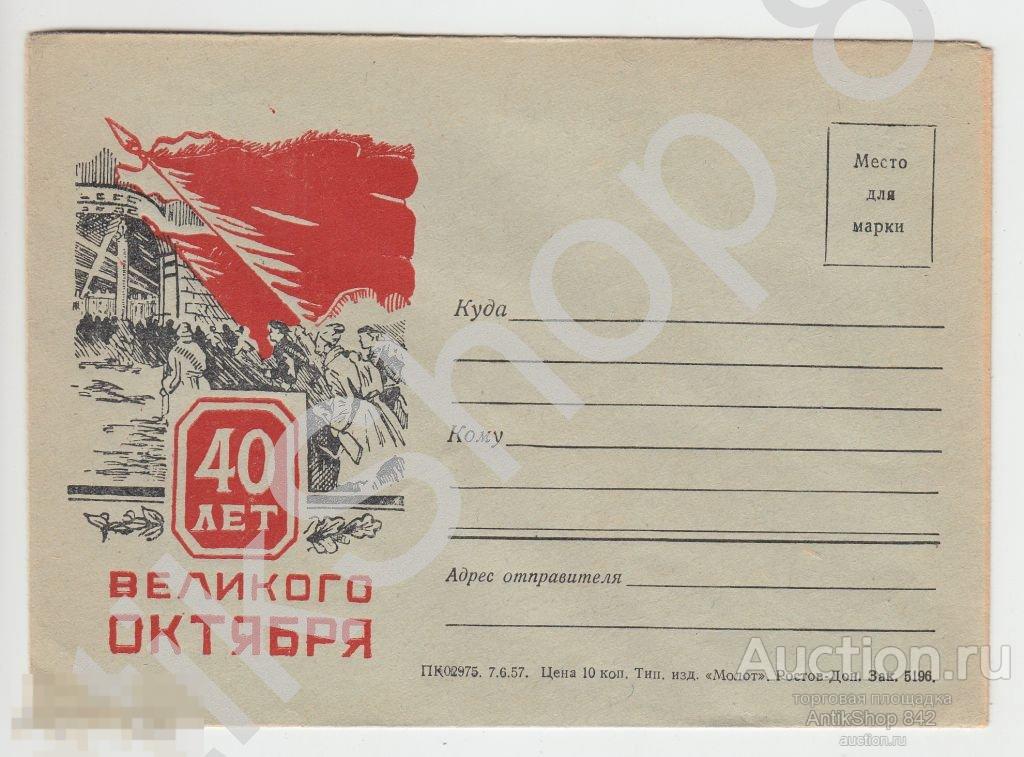 Место
для
марки
Куда
Кому
40
ЛЕТ
ВЕЛИКОГО
ОКТЯБРЯ
Адрес отправителя
ПК02975. 7.6.57. Цена 10 коп. Тип. изд. «Молот». Ростов-Дон. Зак. 5196.
Auction.ru
торговая площадка
AntikShop 842
auction.ru